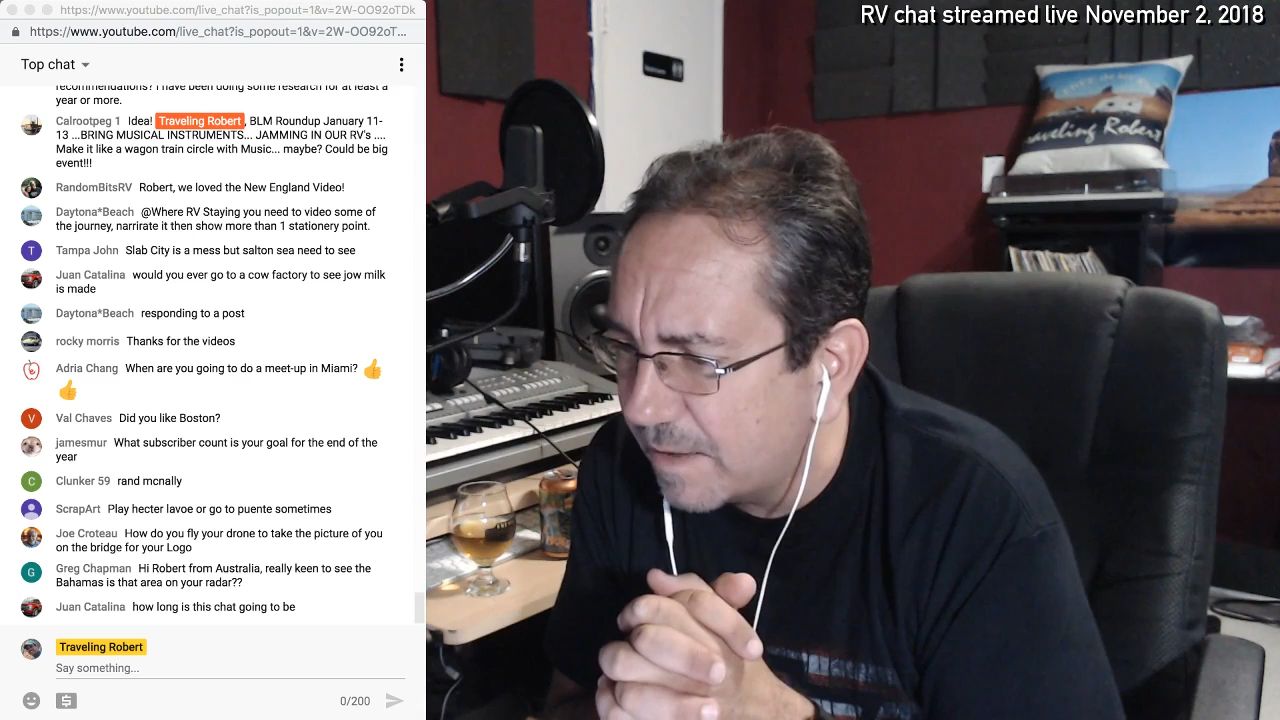 https://www.youtube.com/live_chat?is_popout=1&v=2W-OO92oTDk
https://www.youtube.com/live_chat?is_popout=1&v=2W-OO92oT...
RV chat streamed live November 2, 2018
Top chat
recommendations? I have been doing some research for at least a
year or more.
Calrootpeg 1 Idea! Traveling Robert, BLM Roundup January 11-
13 ...BRING MUSICAL INSTRUMENTS... JAMMING IN OUR RV's ....
Make it like a wagon train circle with Music... maybe? Could be big
event!!!
RandomBitsRV Robert, we loved the New England Video!
Daytona*Beach @Where RV Staying you need to video some of
the journey, narrirate it then show more than 1 stationery point.
T Tampa John Slab City is a mess but salton sea need to see
Juan Catalina would you ever go to a cow factory to see jow milk
is made
Daytona*Beach responding to a post
rocky morris Thanks for the videos
Adria Chang When are you going to do a meet-up in Miami? 👍
👍
V Val Chaves Did you like Boston?
jamesmur What subscriber count is your goal for the end of the
year
C Clunker 59 rand mcnally
ScrapArt Play hecter lavoe or go to puente sometimes
Joe Croteau How do you fly your drone to take the picture of you
on the bridge for your Logo
G Greg Chapman Hi Robert from Australia, really keen to see the
Bahamas is that area on your radar??
Juan Catalina how long is this chat going to be
Traveling Robert
Say something...
0/200
Traveling Robert